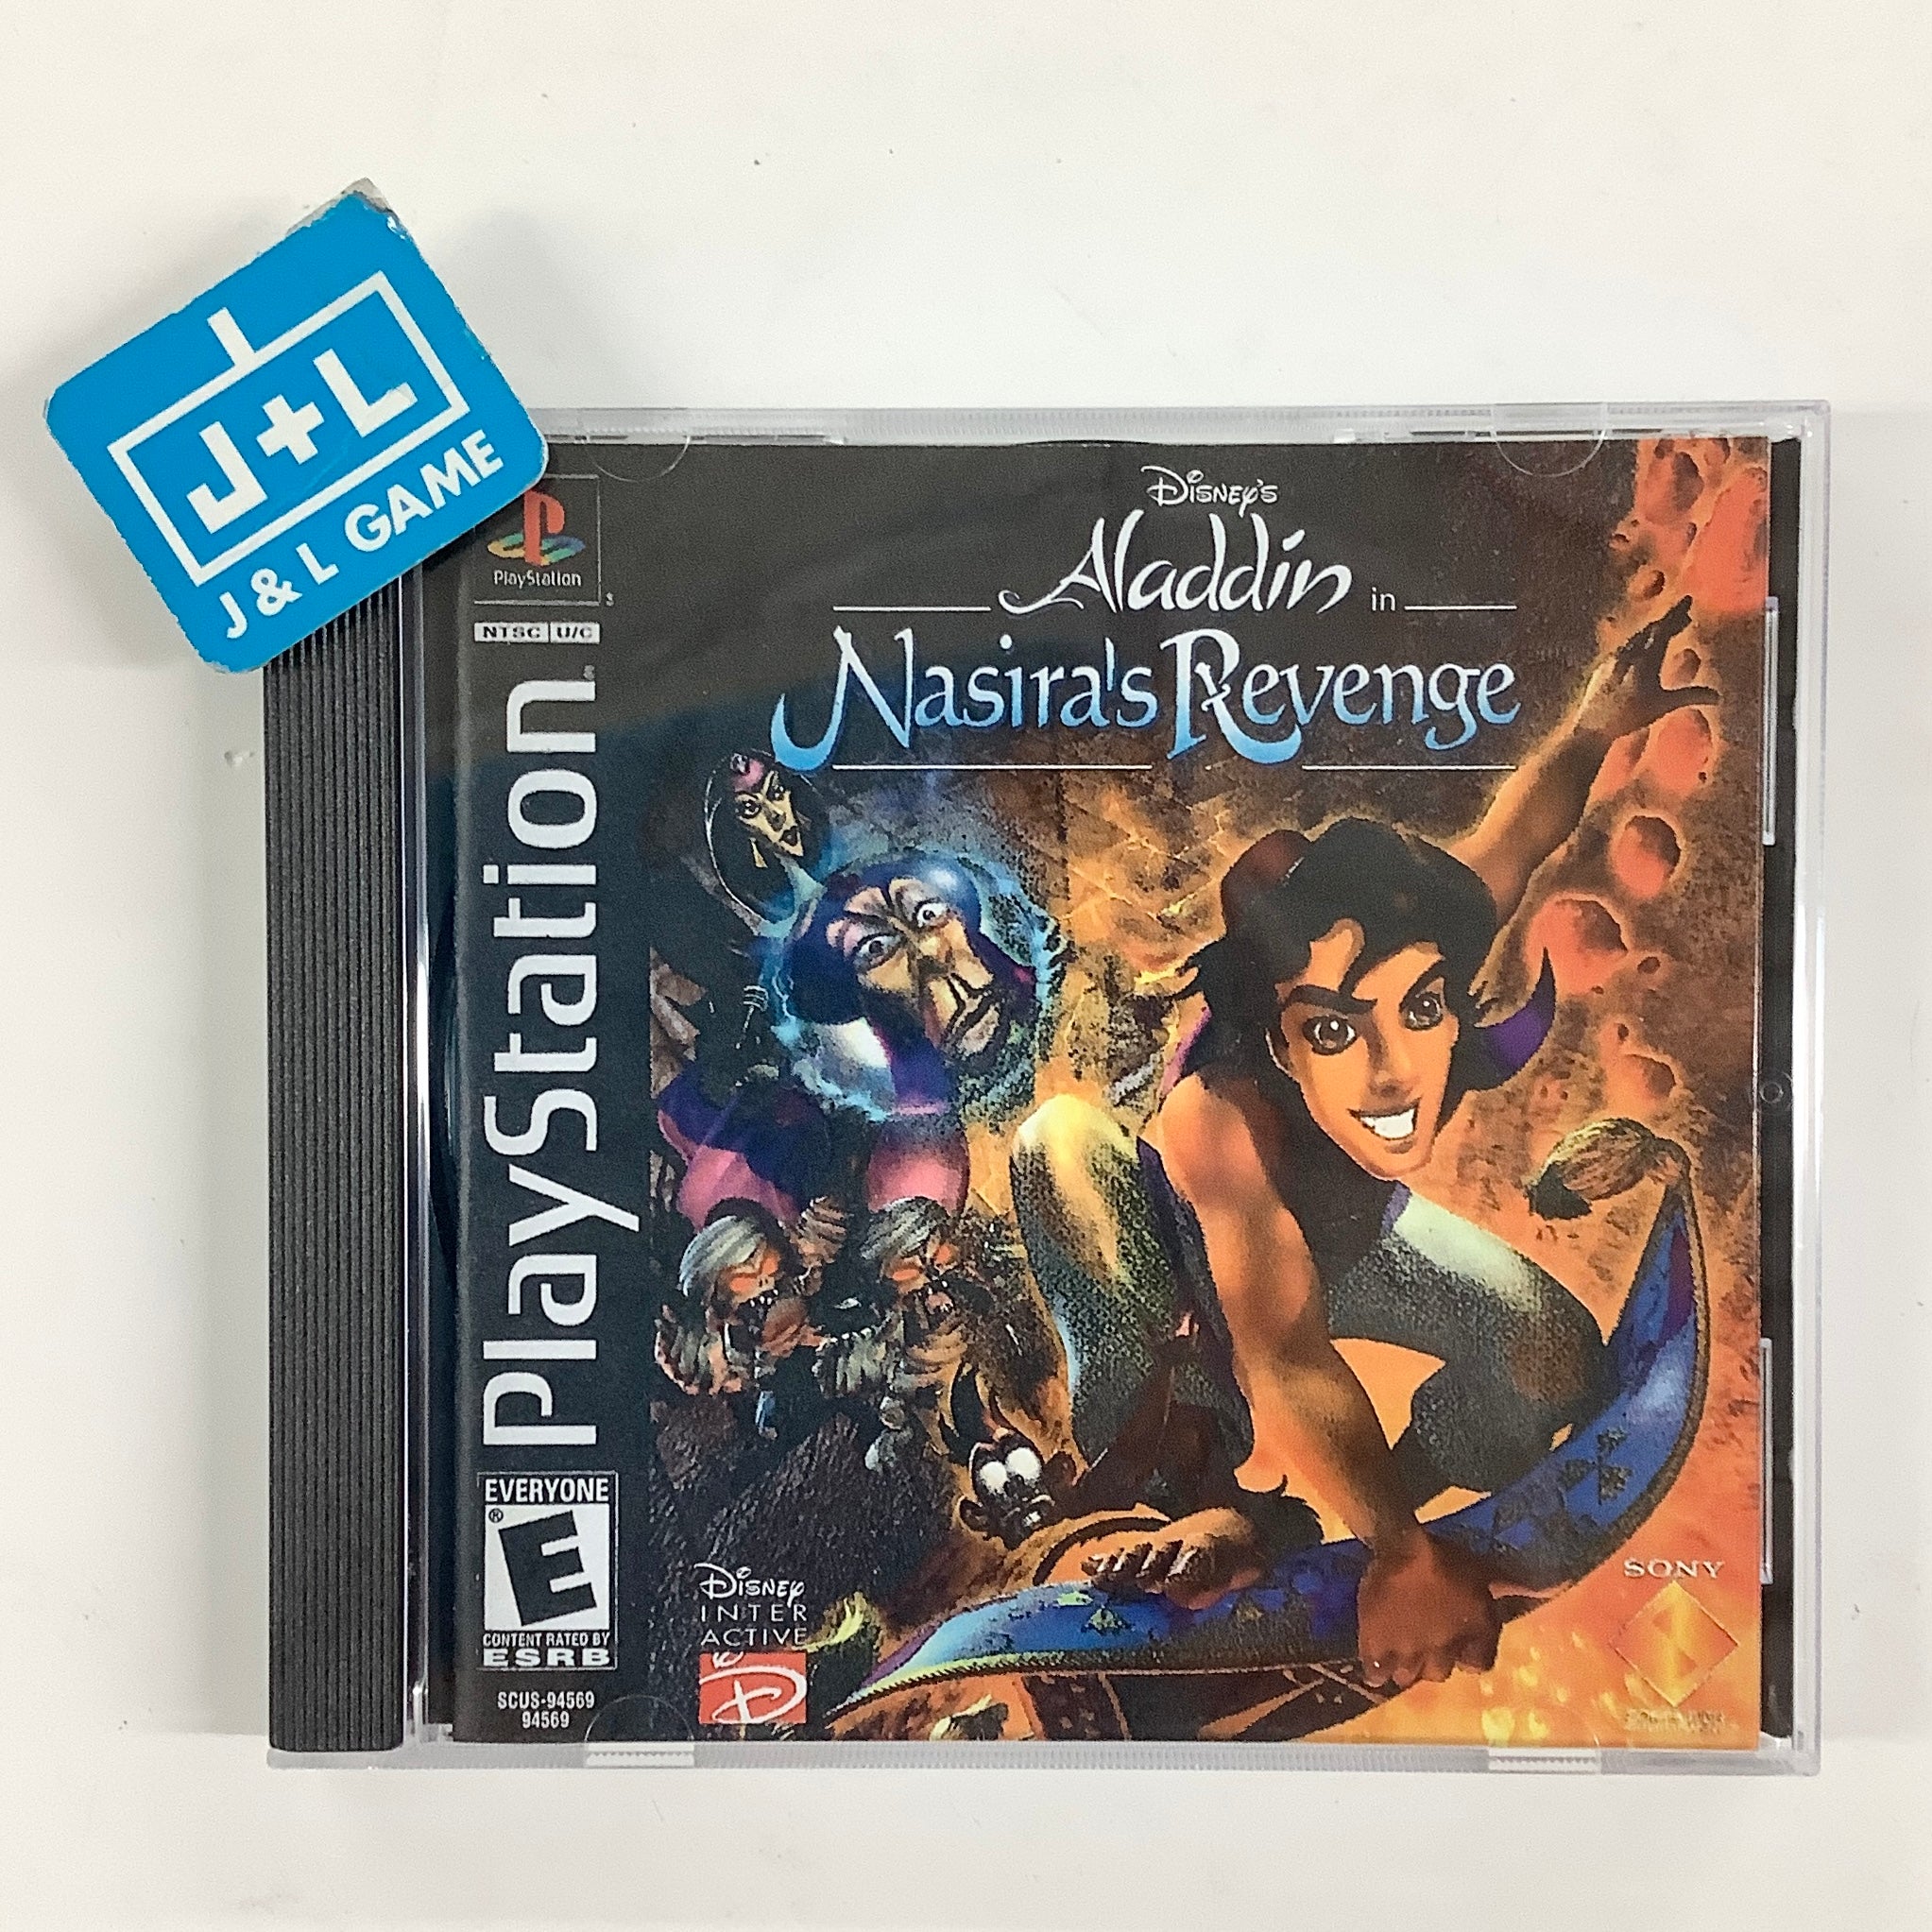 J+L
J & L GAME
PlayStation
NTSC U/C
PlayStation
EVERYONE
E
CONTENT RATED BY
ESRB
SCUS-94569
94569
DISNEY'S
Aladdin in
Nasira's Revenge
DISNEY
INTER
ACTIVE
D
SONY